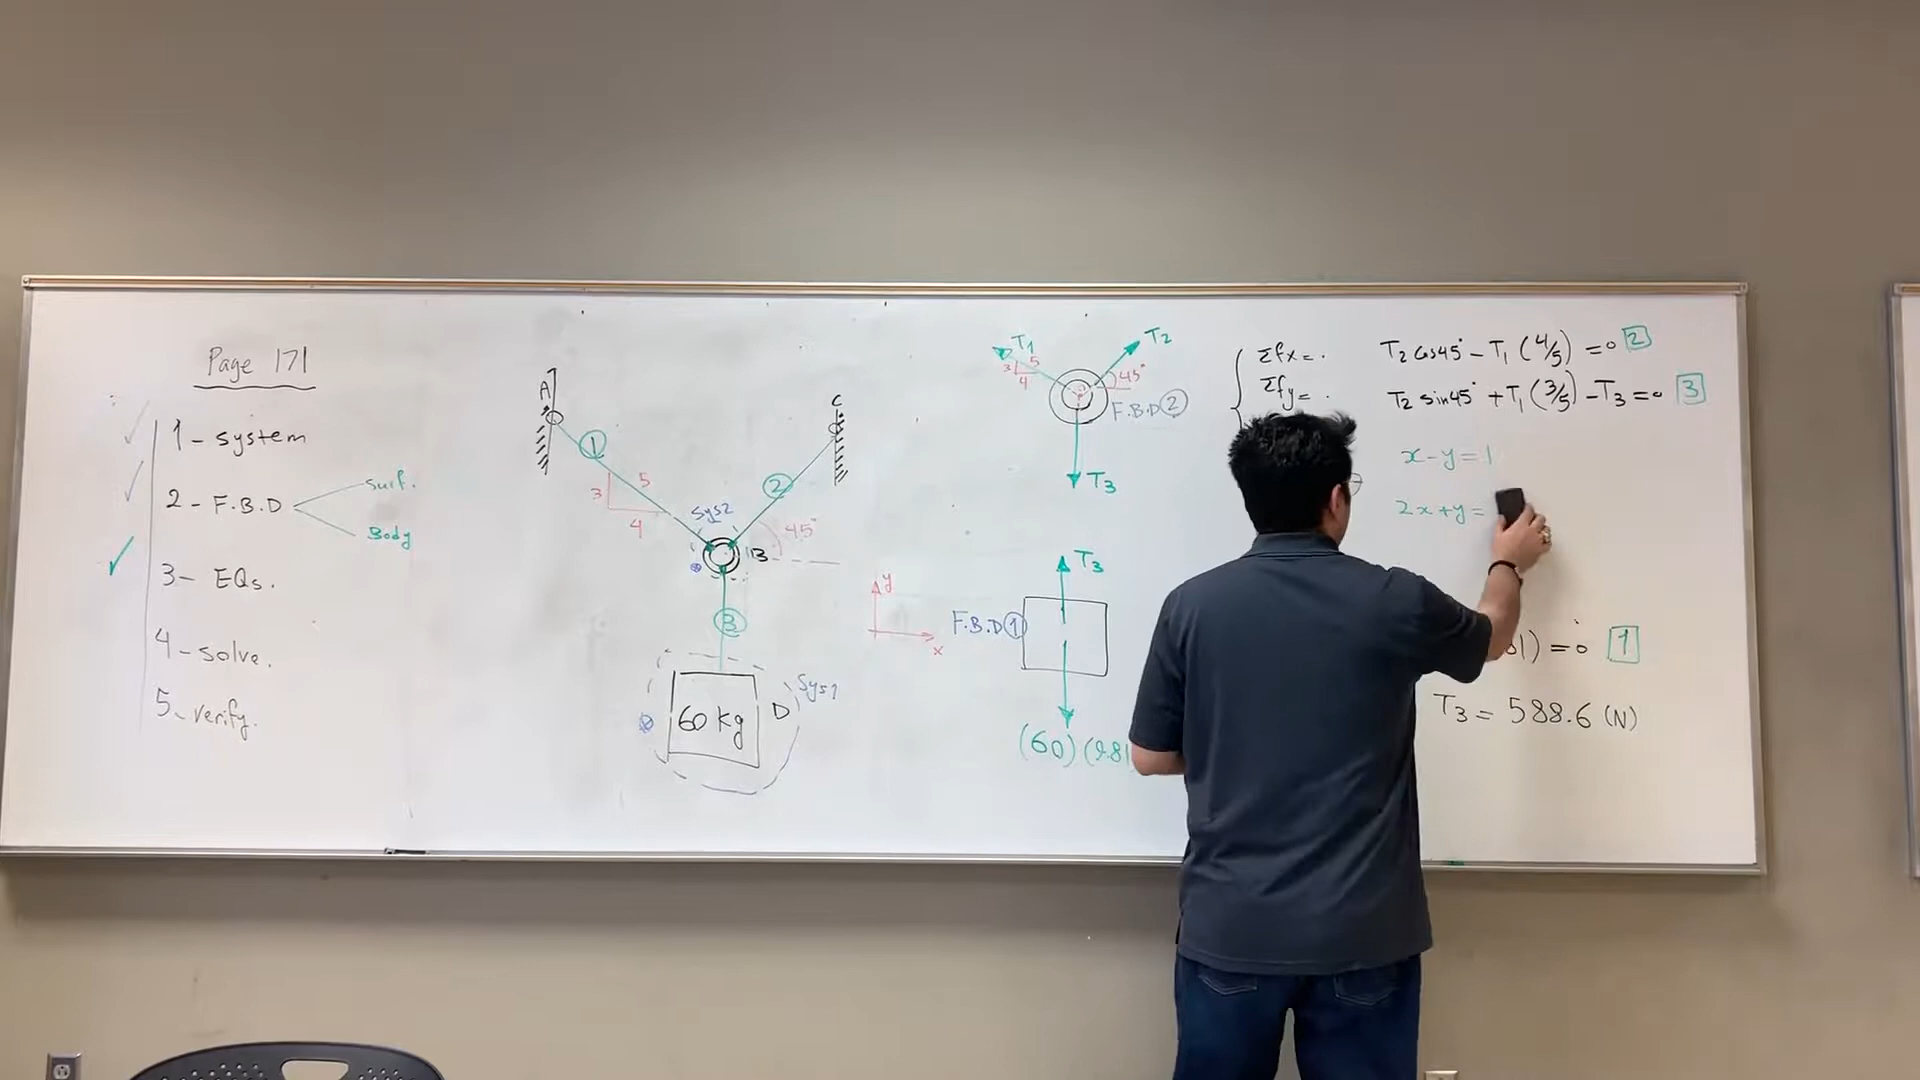 Page 171
1 - system
2 - F.B.D
Surf.
Body
3 - EQs.
4 - solve.
5 - verify.
A
C
1
2
5
3
4
Sys2
45°
B
3
60 kg
D
Sys1
y
x
T1
T2
5
3
4
45°
F.B.D 2
T3
T3
F.B.D 1
(60)(9.81
Σfx = .
T2 cos45° - T1 (4/5) = 0 2
Σfy = .
T2 sin45° + T1 (3/5) - T3 = 0 3
x - y = 1
2x + y =
) = 0 1
T3 = 588.6 (N)